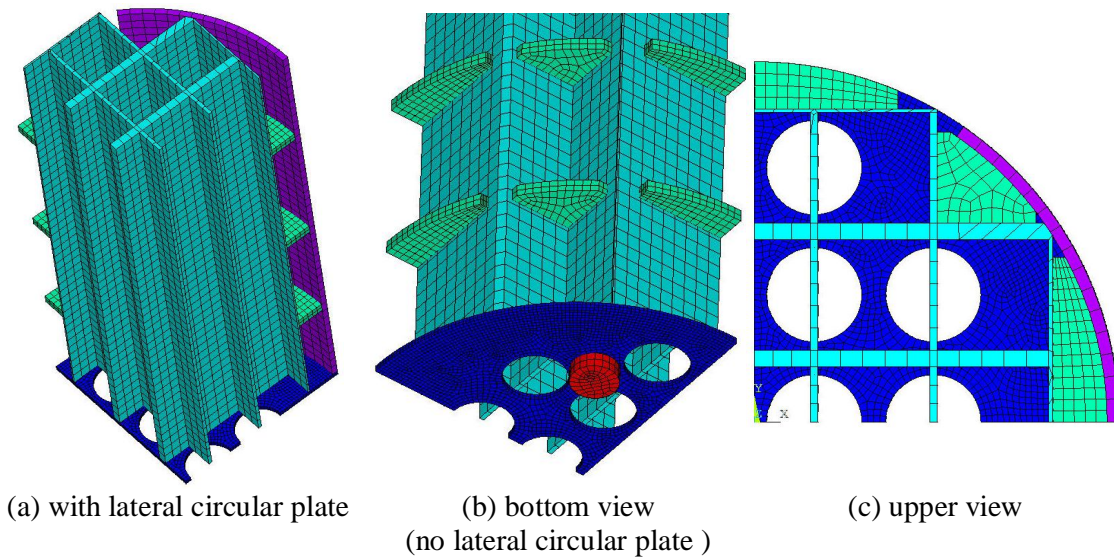 Y
Z X
(a) with lateral circular plate
(b) bottom view
(no lateral circular plate )
(c) upper view